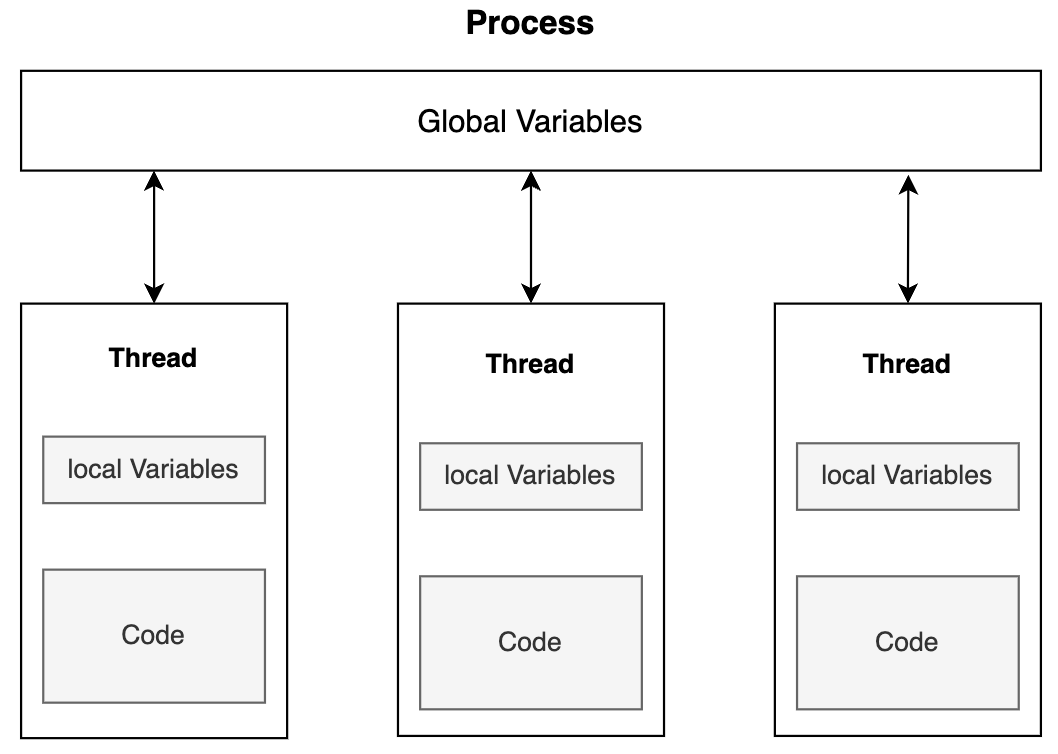 Process
Global Variables
Thread
Thread
Thread
local Variables
local Variables
local Variables
Code
Code
Code